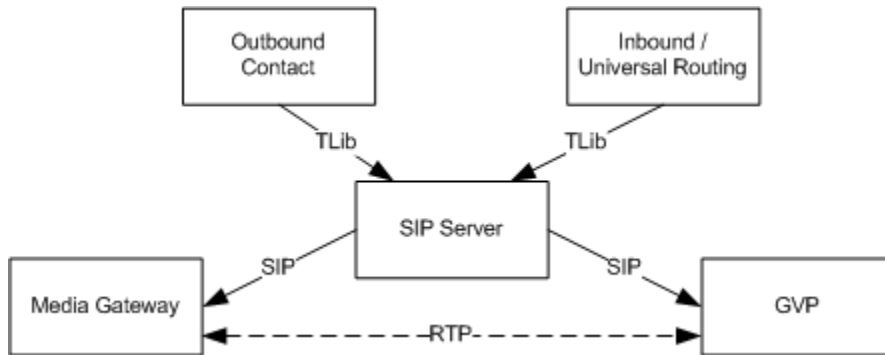 Outbound
Contact
Inbound /
Universal Routing
TLib
TLib
SIP Server
SIP
SIP
Media Gateway
GVP
RTP